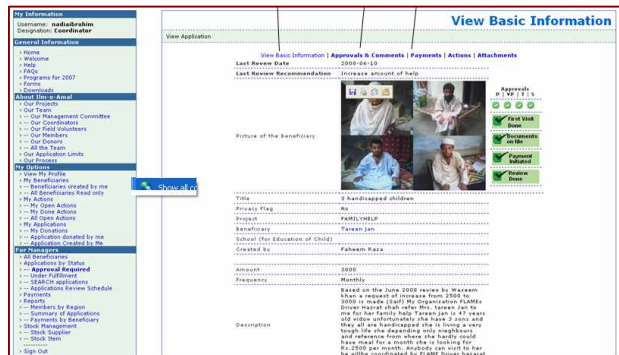 My Information
Username: nadiaibrahim
Designation: Coordinator
General Information
Home
Welcome
Help
FAQs
Programs for 2007
Forms
Downloads
About Ilm-o-Amal
Our Projects
Our Team
-- Our Management Committee
-- Our Coordinators
-- Our Field Volunteers
-- Our Members
-- Our Donors
-- All the Team
Our Application Limits
Our Process
My Options
View My Profile
My Beneficiaries
-- Beneficiaries created by me
-- All Beneficiaries Read only
My Actions
-- My Open Actions
-- My Done Actions
-- All Open Actions
My Applications
-- My Donations
-- Application donated by me
-- Application Created by Me
For Managers
All Beneficiaries
Applications by Status
-- Approval Required
-- Under Fulfillment
-- SEARCH applications
-- Applications Review Schedule
Payments
Reports
-- Members by Region
-- Summary of Applications
-- Payments by Beneficiary
Stock Management
-- Stock Supplier
-- Stock Item
----------
Sign Out
Show all co
View Basic Information
View Application
View Basic Information | Approvals & Comments | Payments | Actions | Attachments
Last Review Date 2008-06-10
Last Review Recommendation Increase amount of help
Picture of the Beneficiary
Approvals
P | VP | T | S
First Visit
Done
Documents
on file
Payment
Initiated
Review
Done
Title 3 handicapped children
Privacy Flag No
Project FAMILYHELP
Beneficiary Tareen jan
School (for Education of Child)
Created by Faheem Raza
Amount 3000
Frequency Monthly
Description
Based on the June 2008 review by Waseem
khan a request of increase from 2500 to
3000 is made (Saif) My Organization FLAMEs
Driver Hazrat shah refer Mrs. tareen Jan to
me for her family help Tareen jan is 47 years
old widow unfortunately she have 3 sons and
they all are handicapped she is living a very
tough life she depending only nieghbours
and reative from where she hardly could
have meal for a month she is looking for
Rs.2500 per month. Anybody can visit to her
he willbe coordinated by FLAME Driver hazarat